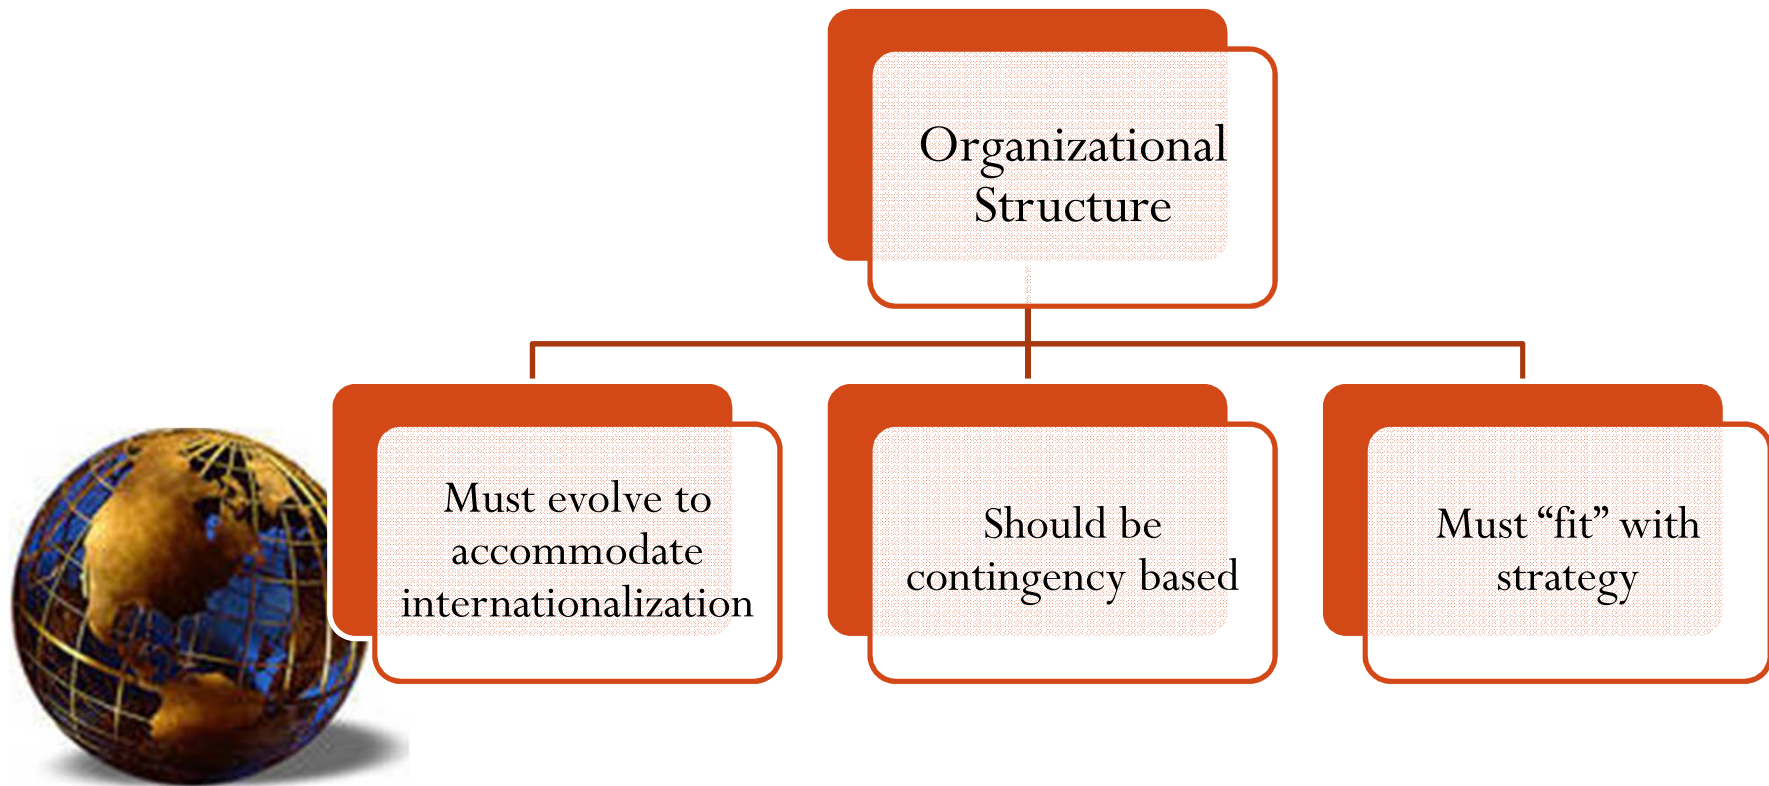 Organizational
Structure
Must evolve to
accommodate
internationalization
Should be
contingency based
Must “fit” with
strategy